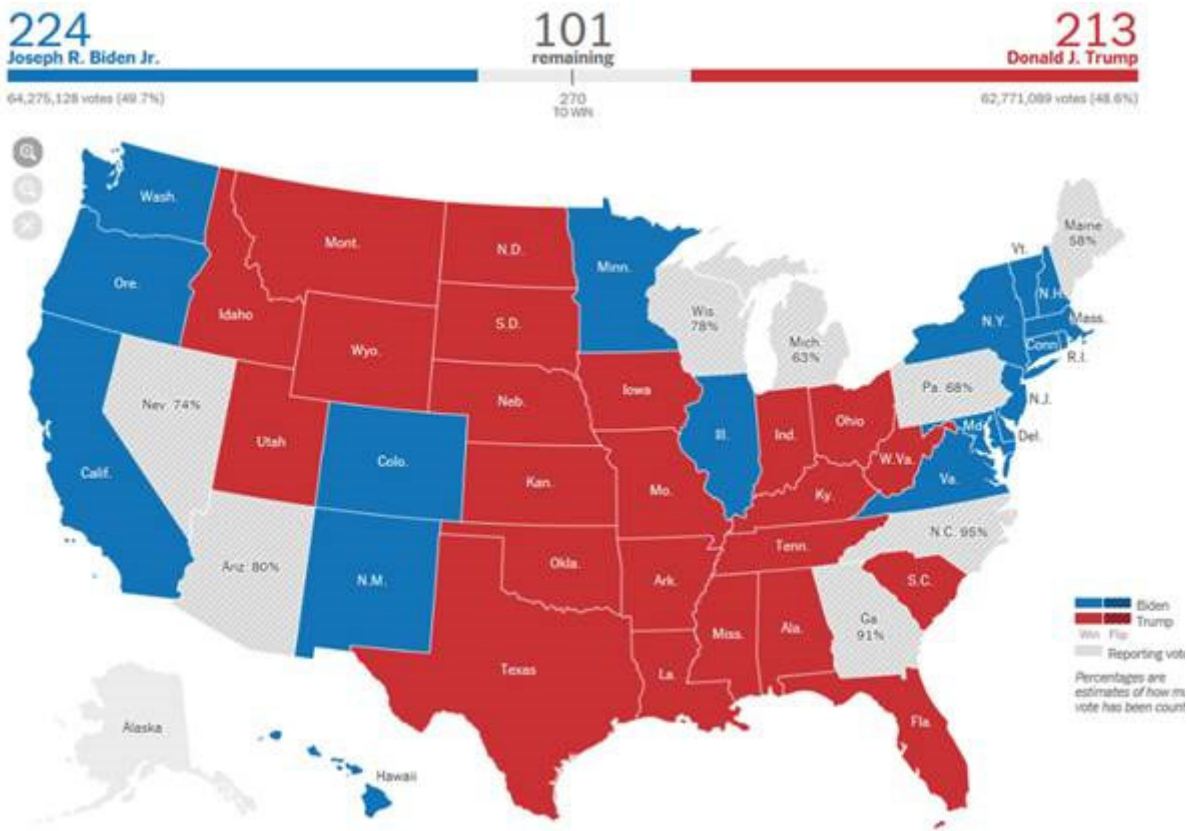 224
101
213
Joseph R. Biden Jr.
remaining
Donald J. Trump
64,275,128 votes (49.7%)
270
TO WIN
62,771,089 votes (48.6%)
Wash.
Mont.
N.D.
Minn.
Maine
58%
Vt.
N.H.
Ore.
Idaho
S.D.
Wis.
78%
Mich.
63%
N.Y.
Mass.
Conn
R.I.
Wyo.
Iowa
Pa. 68%
N.J.
Nev. 74%
Neb.
Utah
Colo.
Ill.
Ind.
Ohio
Md.
Del.
W.Va.
Va.
Calif.
Kan.
Mo.
Ky.
N.C. 95%
Ariz. 80%
N.M.
Okla.
Ark.
Tenn.
S.C.
Texas
La.
Miss.
Ala.
Ga.
91%
Fla.
Alaska
Hawaii
Biden
Trump
Win Flip
Reporting vote
Percentages are
estimates of how mu
vote has been count